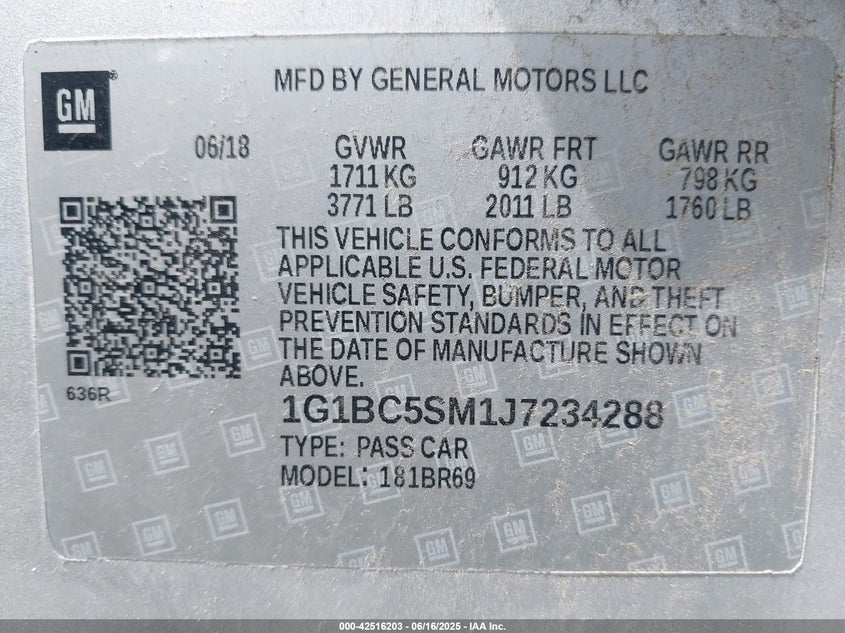 GM
MFD BY GENERAL MOTORS LLC
06/18 GVWR GAWR FRT GAWR RR
1711 KG 912 KG 798 KG
3771 LB 2011 LB 1760 LB
THIS VEHICLE CONFORMS TO ALL
APPLICABLE U.S. FEDERAL MOTOR
VEHICLE SAFETY, BUMPER, AND THEFT
PREVENTION STANDARDS IN EFFECT ON
THE DATE OF MANUFACTURE SHOWN
ABOVE.
636R
1G1BC5SM1J7234288
TYPE: PASS CAR
MODEL: 181BR69
000-42516203 - 06/16/2025 - IAA Inc.